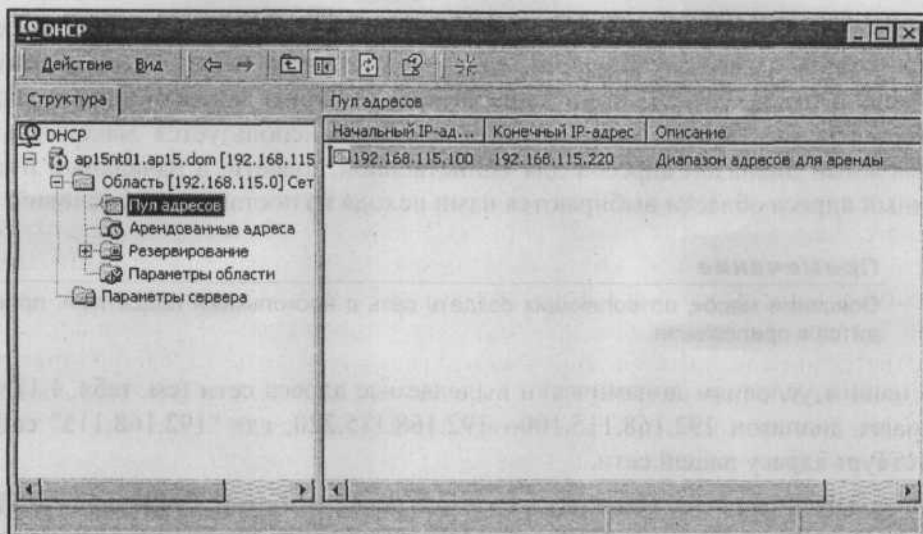 DHCP
Действие Вид
Структура
Пул адресов
DHCP
ap15nt01.ap15.dom [192.168.115
Область [192.168.115.0] Сет
Пул адресов
Арендованные адреса
Резервирование
Параметры области
Параметры сервера
Начальный IP-ад... Конечный IP-адрес Описание
192.168.115.100 192.168.115.220 Диапазон адресов для аренды